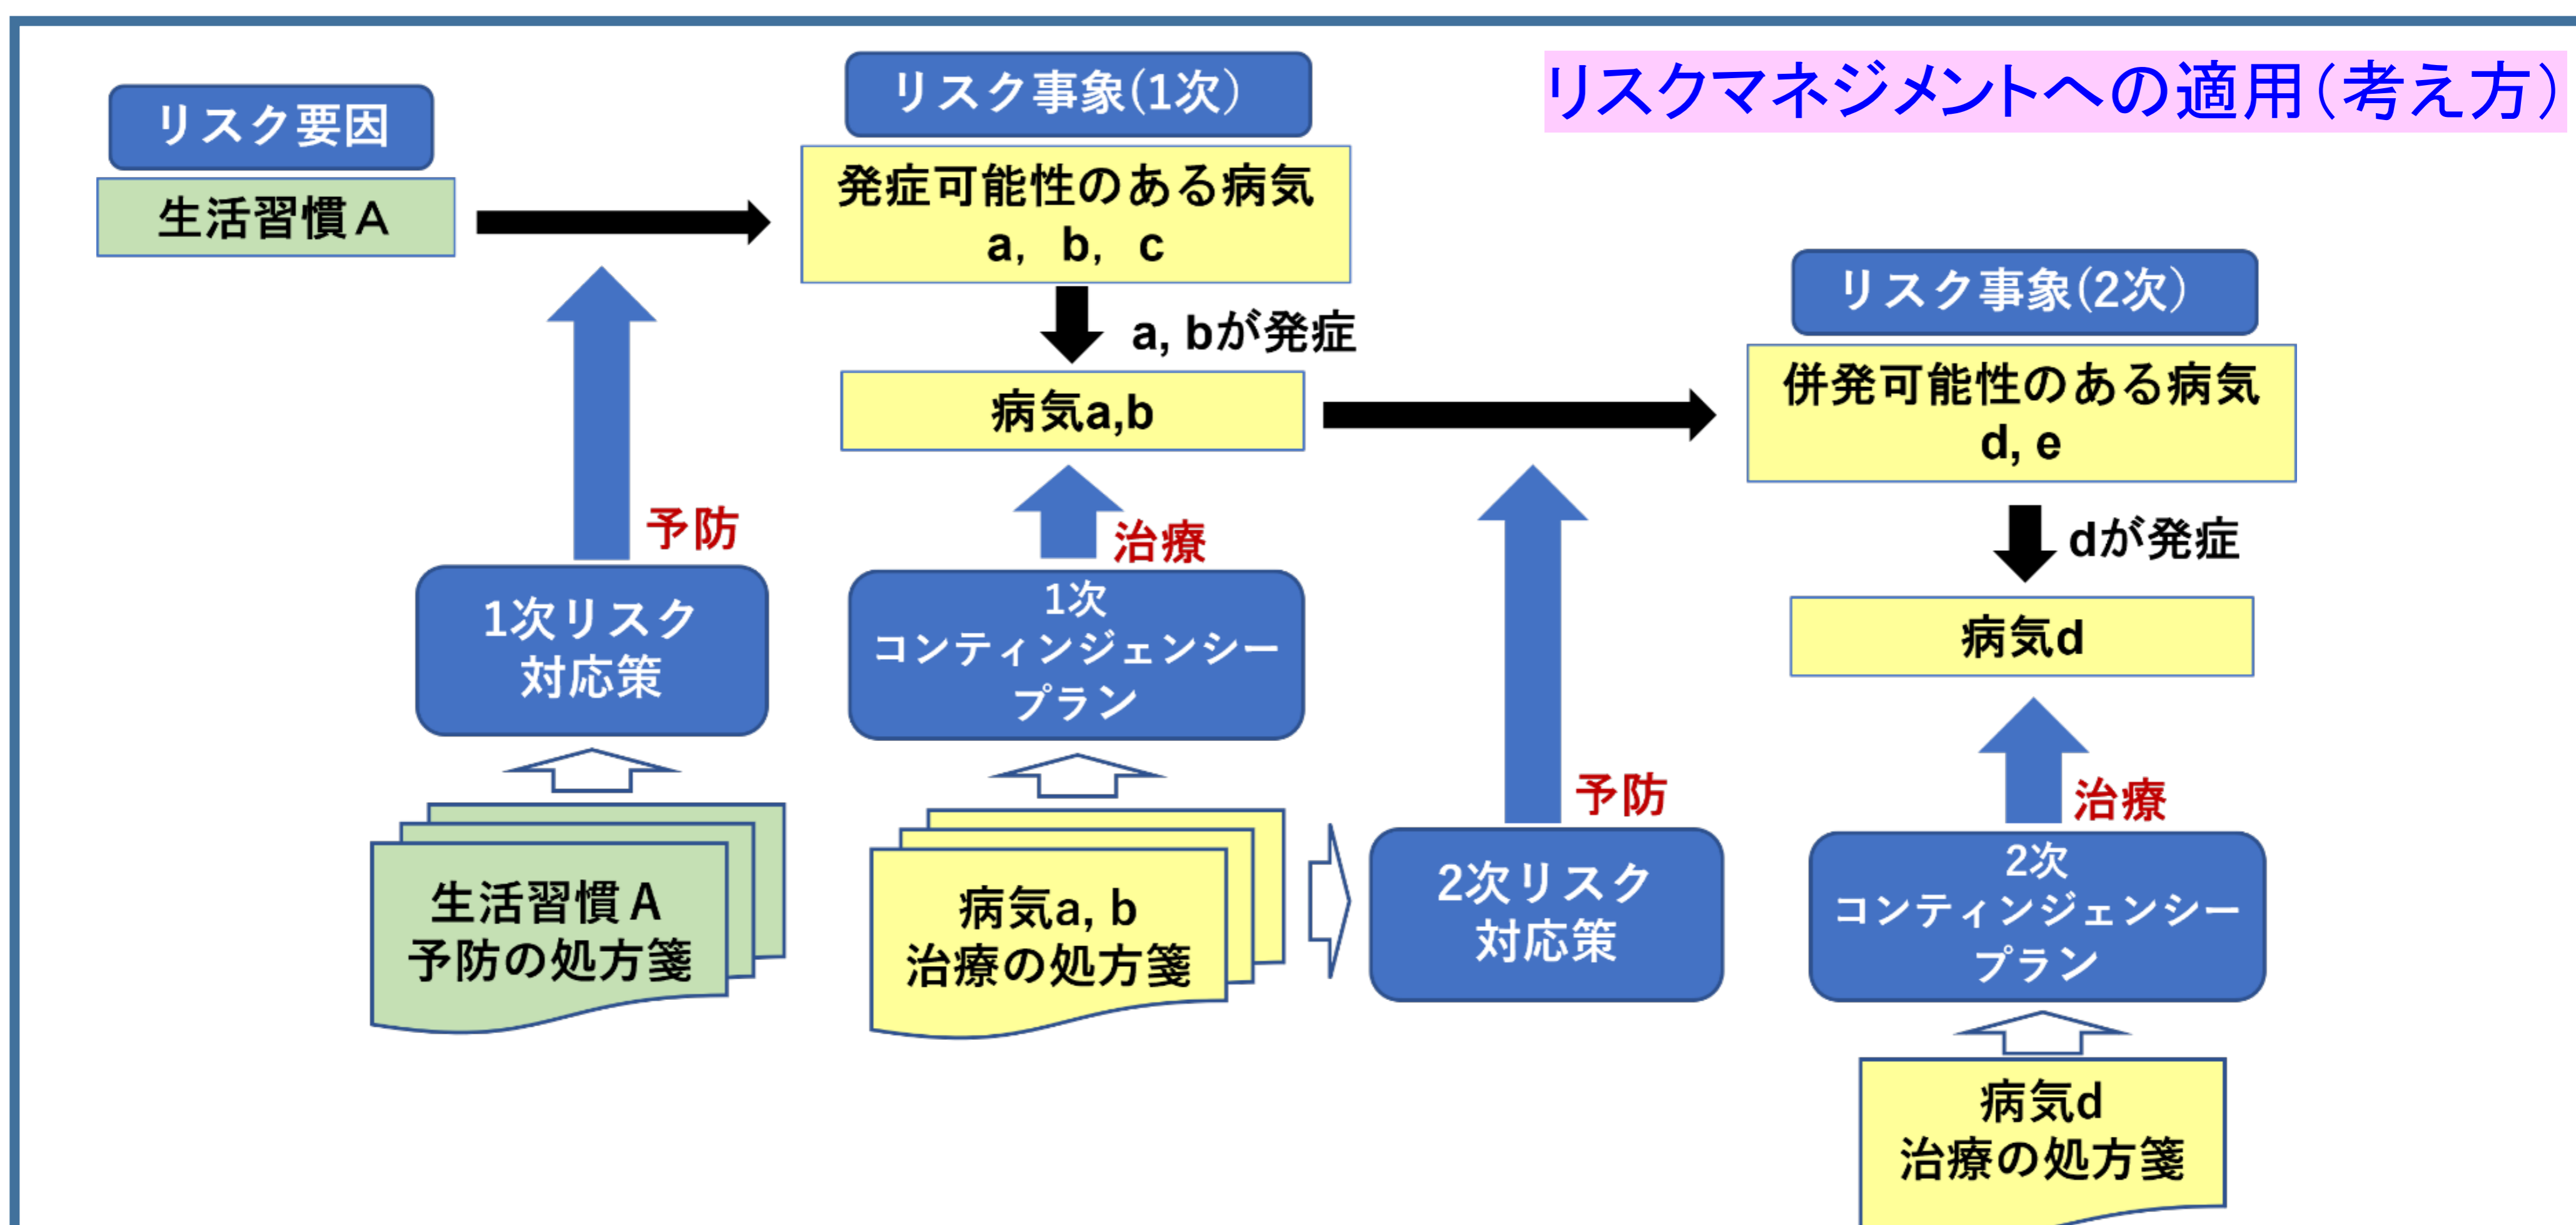 リスクマネジメントへの適用(考え方)
リスク要因
生活習慣A
リスク事象(1次)
発症可能性のある病気
a, b, c
a, bが発症
病気a,b
リスク事象(2次)
併発可能性のある病気
d, e
dが発症
病気d
予防
1次リスク
対応策
生活習慣A
予防の処方箋
治療
1次
コンティンジェンシー
プラン
病気a, b
治療の処方箋
予防
2次リスク
対応策
治療
2次
コンティンジェンシー
プラン
病気d
治療の処方箋